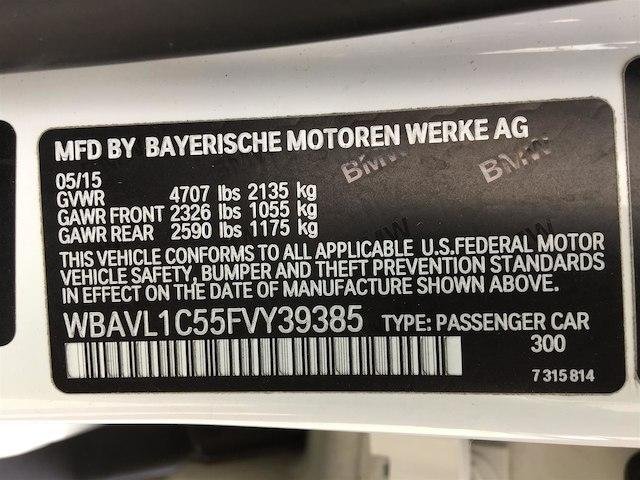 MFD BY BAYERISCHE MOTOREN WERKE AG
05/15
GVWR 4707 lbs 2135 kg
GAWR FRONT 2326 lbs 1055 kg
GAWR REAR 2590 lbs 1175 kg
THIS VEHICLE CONFORMS TO ALL APPLICABLE U.S.FEDERAL MOTOR
VEHICLE SAFETY, BUMPER AND THEFT PREVENTION STANDARDS
IN EFFECT ON THE DATE OF MANUFACTURE SHOWN ABOVE.
WBAVL1C55FVY39385 TYPE: PASSENGER CAR
300
7 315 814
BMW
BMW
BMW